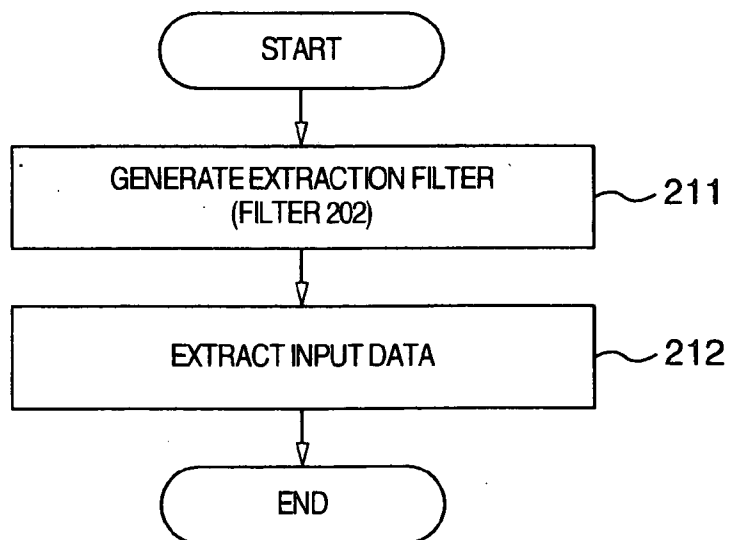 START
GENERATE EXTRACTION FILTER
(FILTER 202)
211
EXTRACT INPUT DATA
212
END